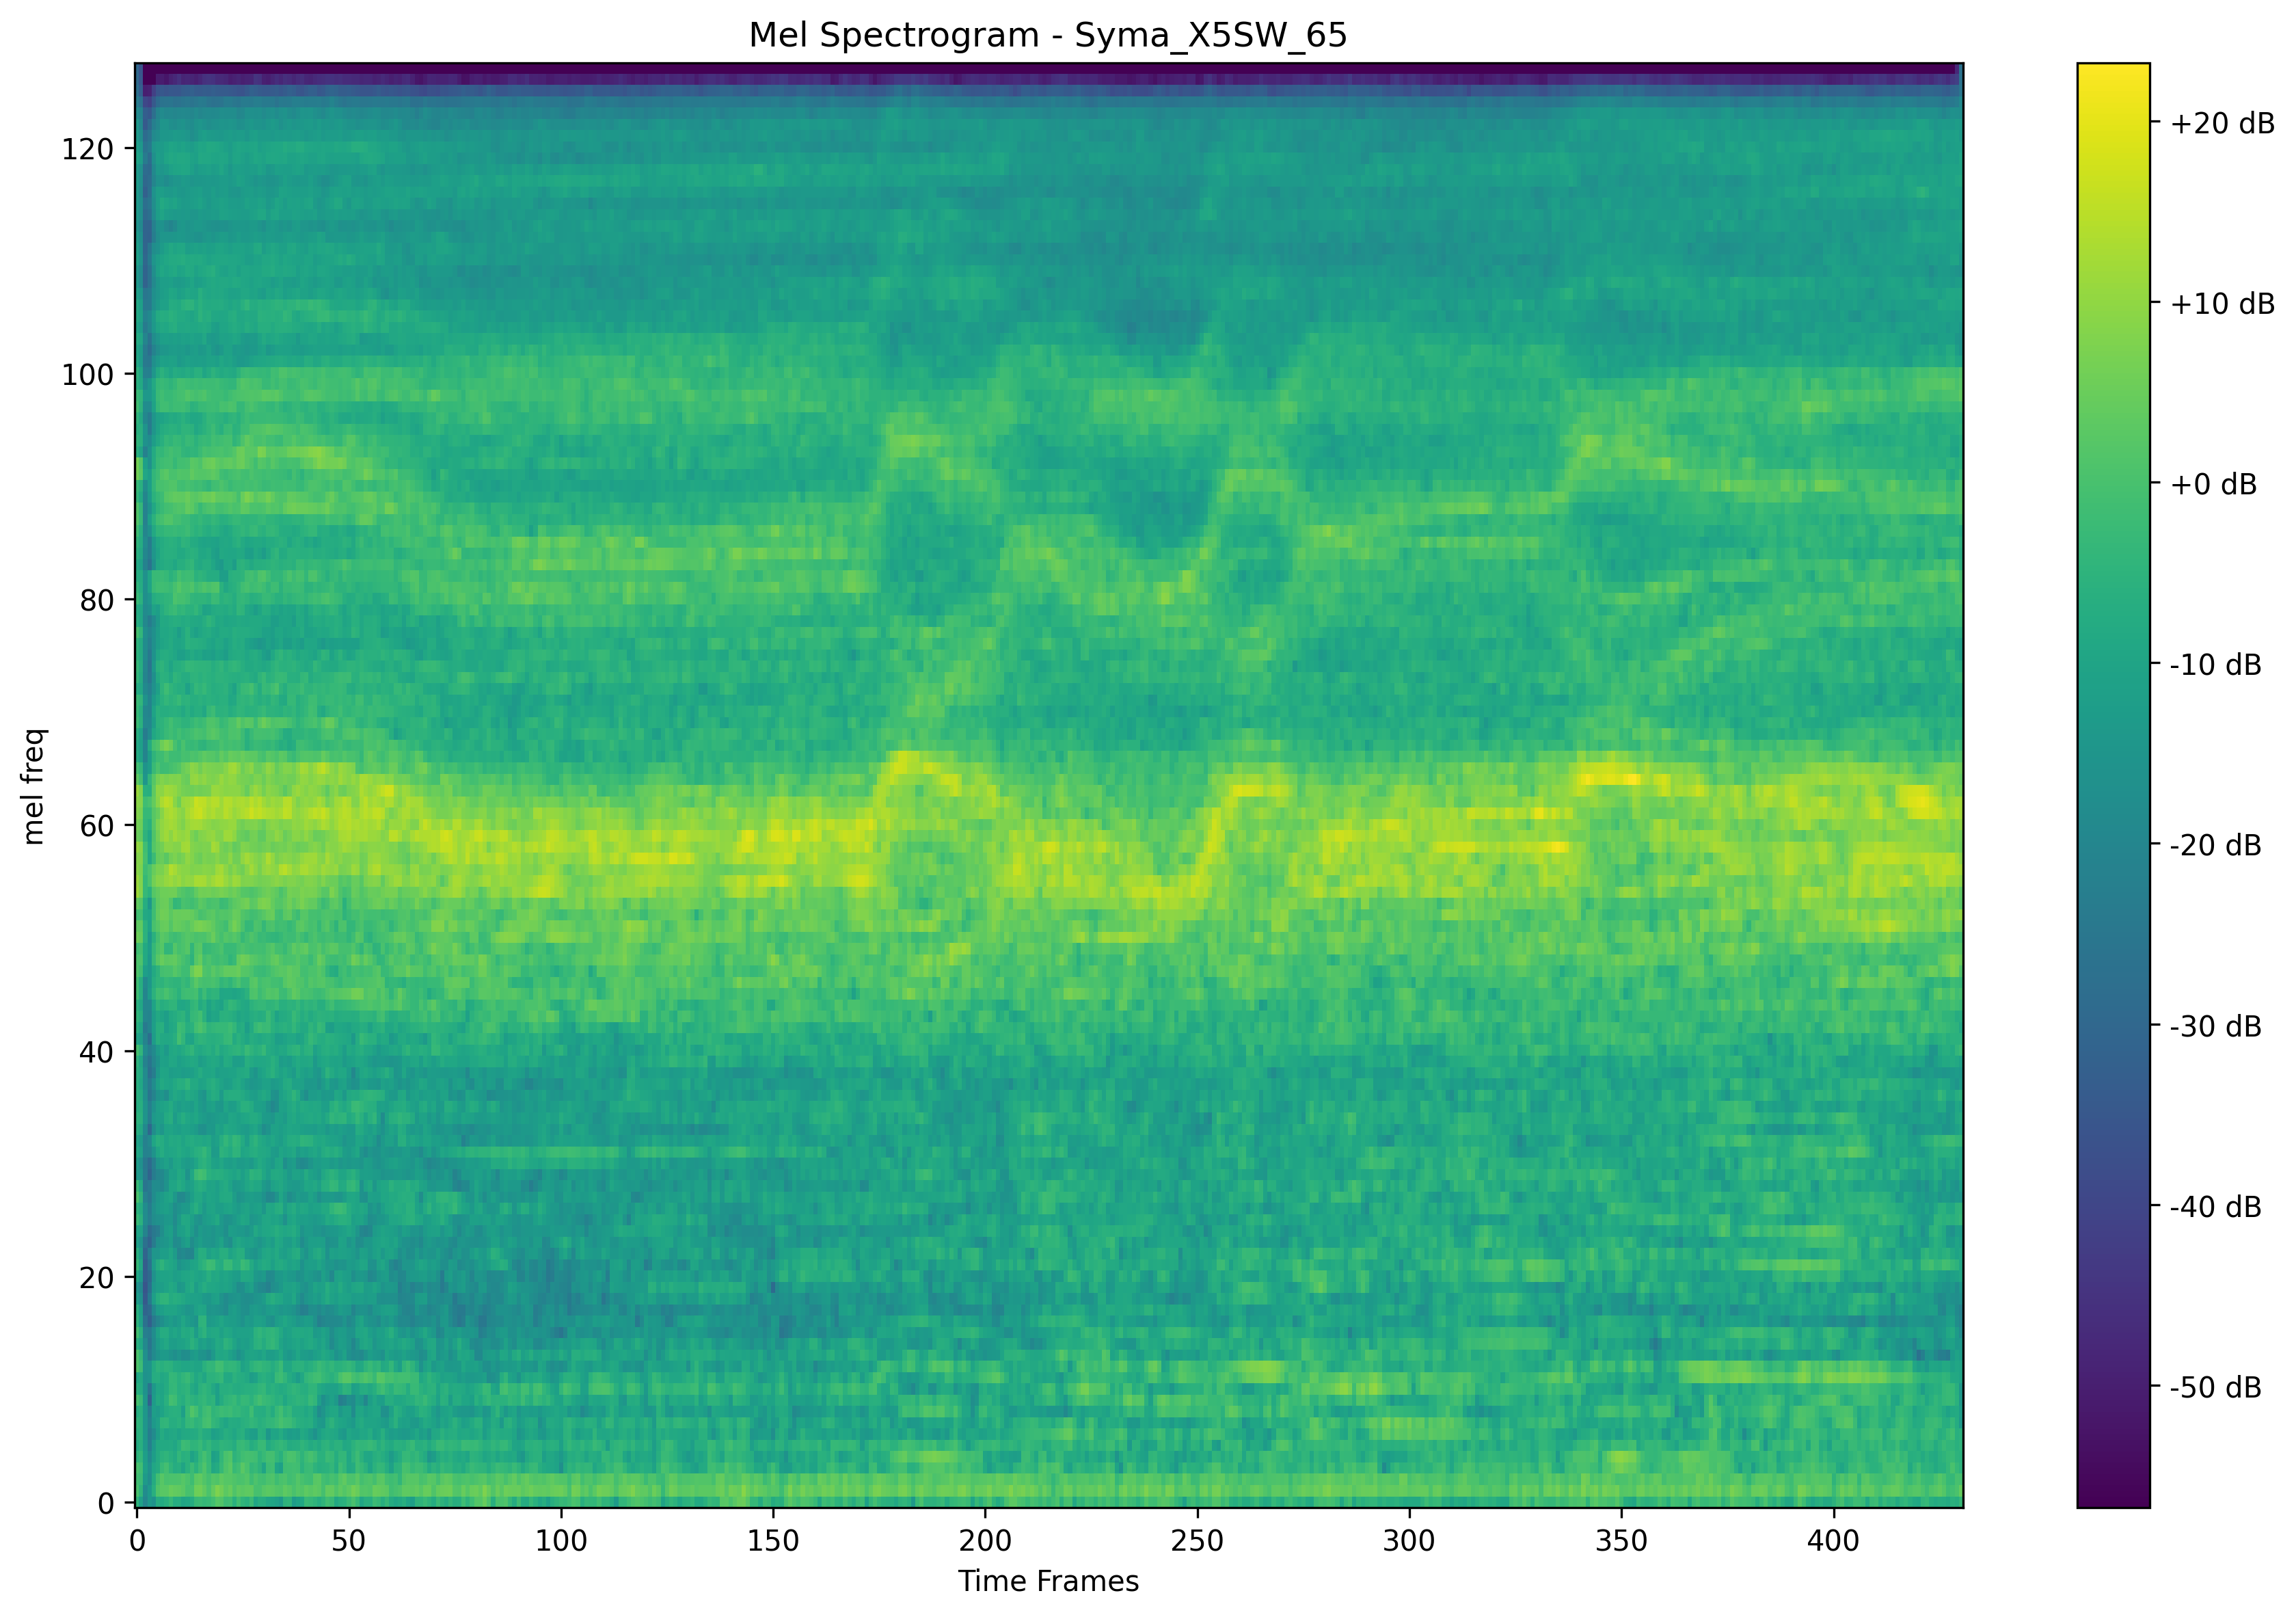 Mel Spectrogram - Syma_X5SW_65
mel freq
120
100
80
60
40
20
0
0 50 100 150 200 250 300 350 400
Time Frames
+20 dB
+10 dB
+0 dB
-10 dB
-20 dB
-30 dB
-40 dB
-50 dB